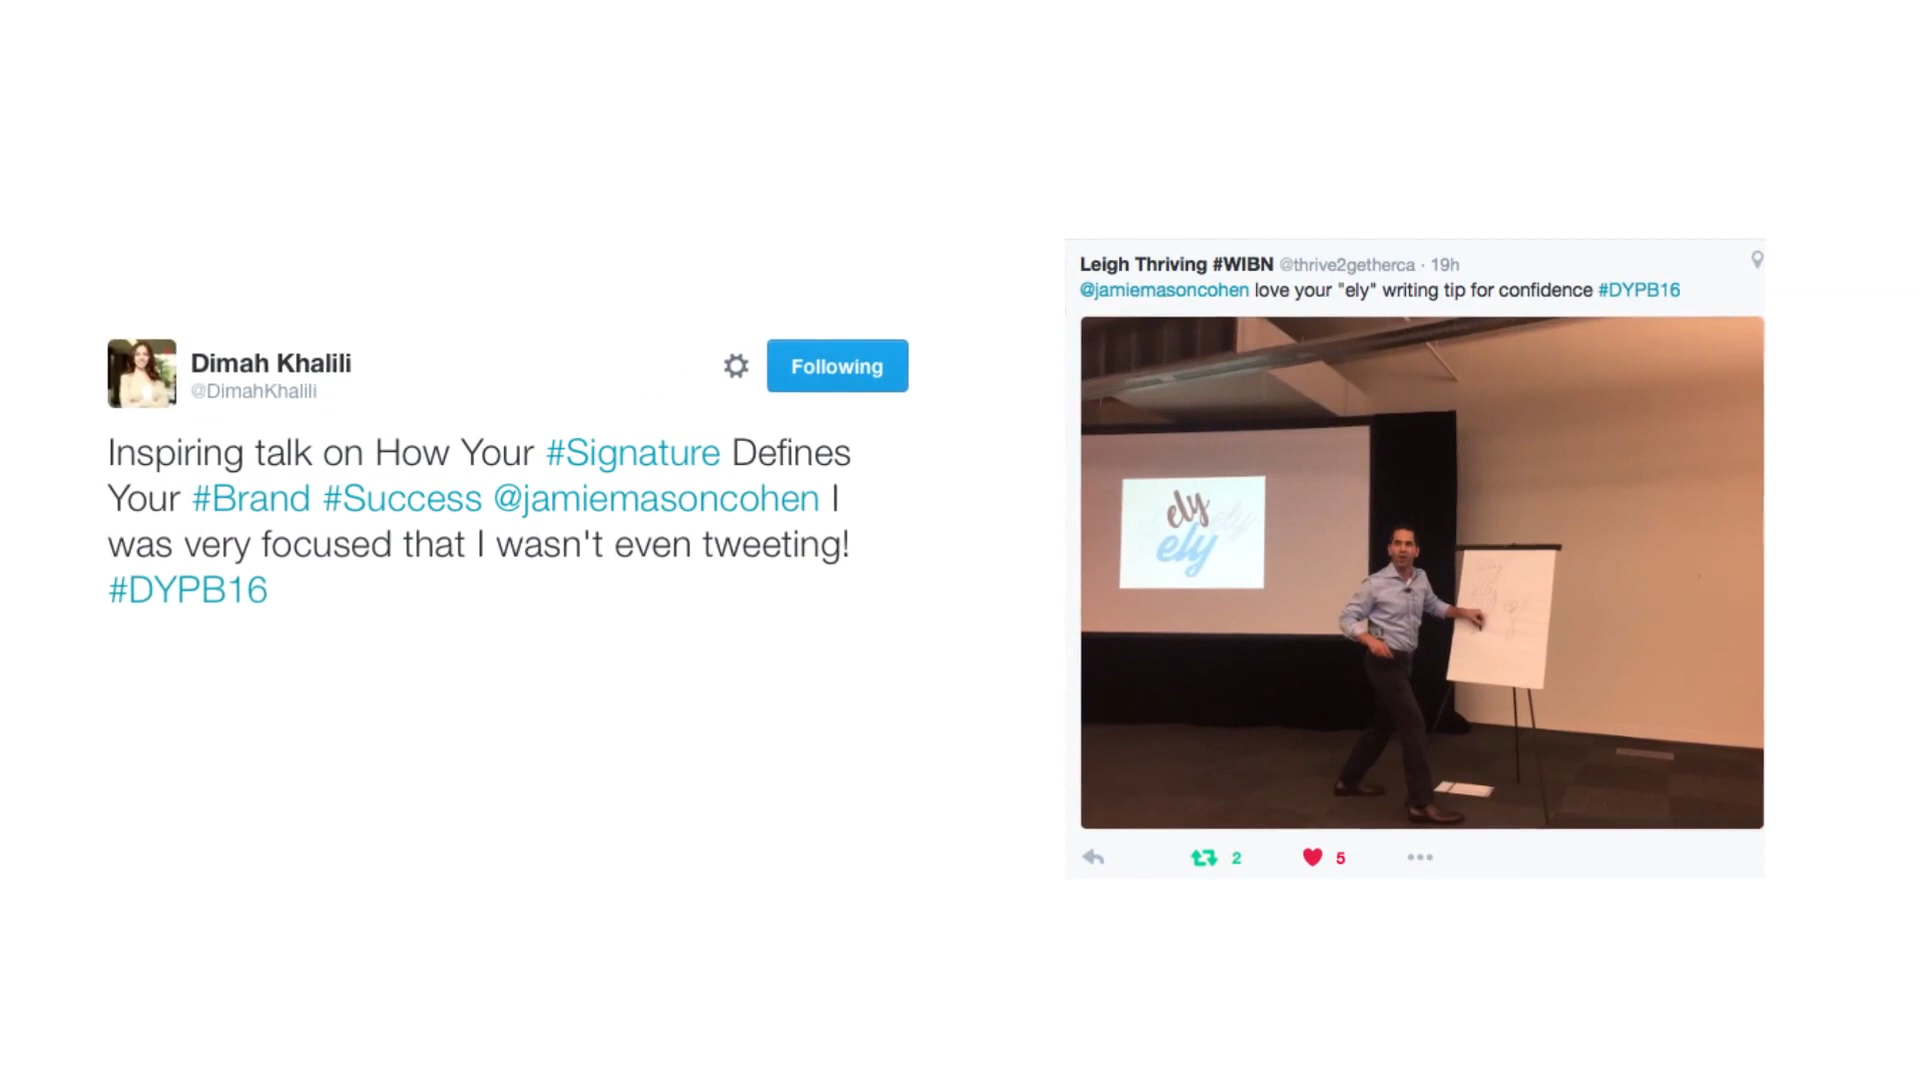 Dimah Khalili
@DimahKhalili
Following
Inspiring talk on How Your #Signature Defines
Your #Brand #Success @jamiemasoncohen I
was very focused that I wasn't even tweeting!
#DYPB16
Leigh Thriving #WIBN @thrive2getherca · 19h
@jamiemasoncohen love your "ely" writing tip for confidence #DYPB16
ely
ely
2
5